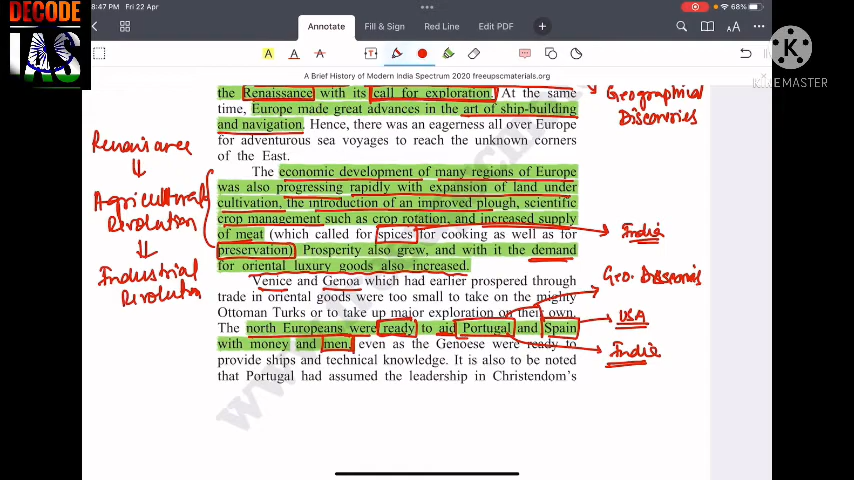 DECODE
IAS
8:47 PM Fri 22 Apr
68%
Annotate
Fill & Sign
Red Line
Edit PDF
A Brief History of Modern India Spectrum 2020 freeupscmaterials.org
KINEMASTER
the Renaissance with its call for exploration. At the same
time, Europe made great advances in the art of ship-building
and navigation. Hence, there was an eagerness all over Europe
for adventurous sea voyages to reach the unknown corners
of the East.
The economic development of many regions of Europe
was also progressing rapidly with expansion of land under
cultivation, the introduction of an improved plough, scientific
crop management such as crop rotation, and increased supply
of meat (which called for spices for cooking as well as for
preservation). Prosperity also grew, and with it the demand
for oriental luxury goods also increased.
Venice and Genoa which had earlier prospered through
trade in oriental goods were too small to take on the mighty
Ottoman Turks or to take up major exploration on their own.
The north Europeans were ready to aid Portugal and Spain
with money and men, even as the Genoese were ready to
provide ships and technical knowledge. It is also to be noted
that Portugal had assumed the leadership in Christendom's
Renaissance
Agricultural
Revolution
Industrial
Revolution
Geographical
Discoveries
India
Geo.
USA
India